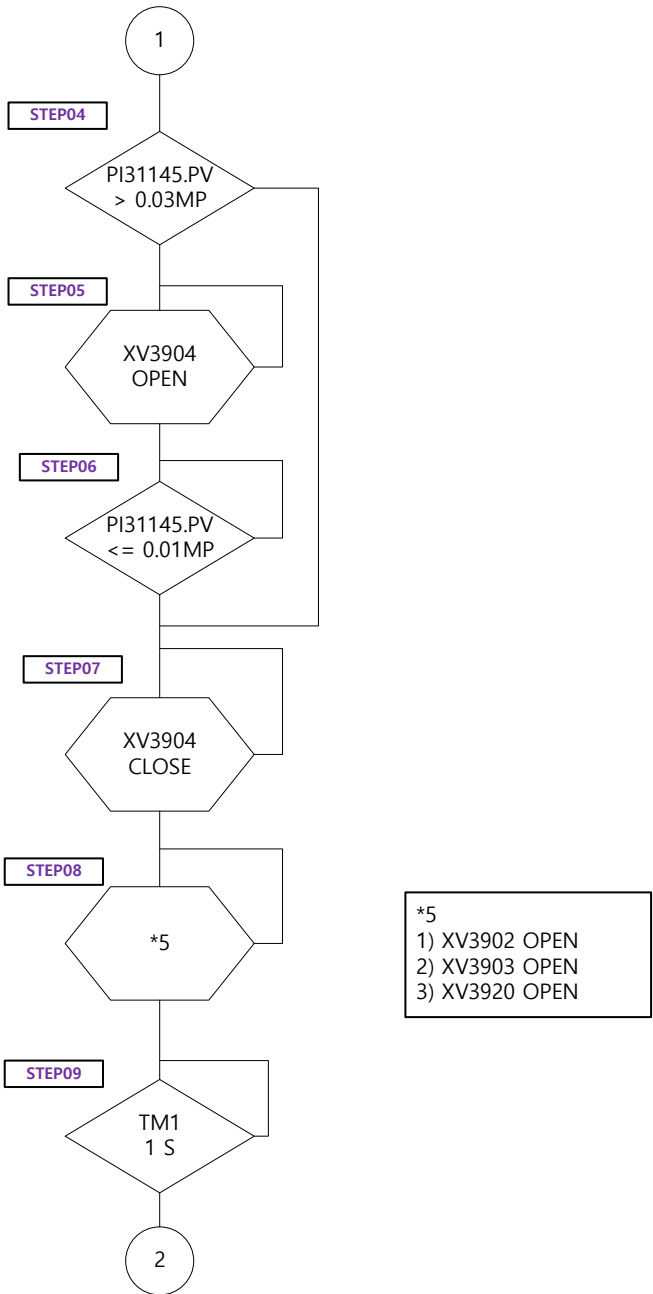 1
STEP04
PI31145.PV
> 0.03MP
STEP05
XV3904
OPEN
STEP06
PI31145.PV
<= 0.01MP
STEP07
XV3904
CLOSE
STEP08
*5
*5
1) XV3902 OPEN
2) XV3903 OPEN
3) XV3920 OPEN
STEP09
TM1
1 S
2